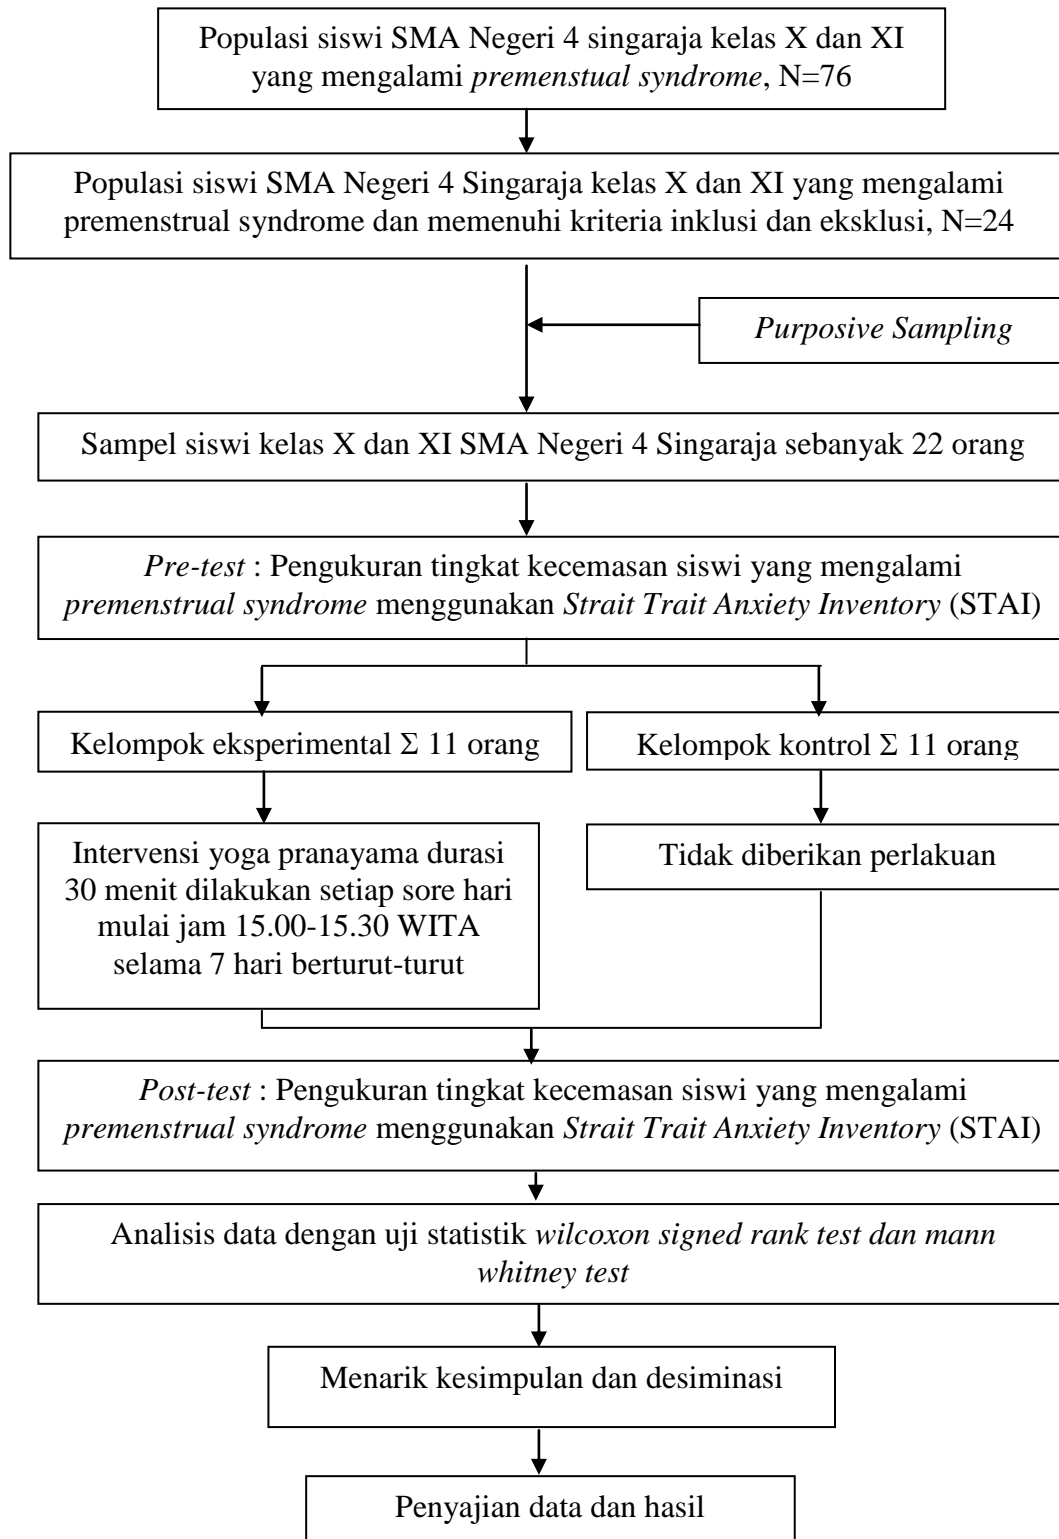 Populasi siswi SMA Negeri 4 singaraja kelas X dan XI
yang mengalami premenstual syndrome, N=76
Populasi siswi SMA Negeri 4 Singaraja kelas X dan XI yang mengalami
premenstrual syndrome dan memenuhi kriteria inklusi dan eksklusi, N=24
Purposive Sampling
Sampel siswi kelas X dan XI SMA Negeri 4 Singaraja sebanyak 22 orang
Pre-test : Pengukuran tingkat kecemasan siswi yang mengalami
premenstrual syndrome menggunakan Strait Trait Anxiety Inventory (STAI)
Kelompok eksperimental Σ 11 orang
Kelompok kontrol Σ 11 orang
Intervensi yoga pranayama durasi
30 menit dilakukan setiap sore hari
mulai jam 15.00-15.30 WITA
selama 7 hari berturut-turut
Tidak diberikan perlakuan
Post-test : Pengukuran tingkat kecemasan siswi yang mengalami
premenstrual syndrome menggunakan Strait Trait Anxiety Inventory (STAI)
Analisis data dengan uji statistik wilcoxon signed rank test dan mann
whitney test
Menarik kesimpulan dan desiminasi
Penyajian data dan hasil